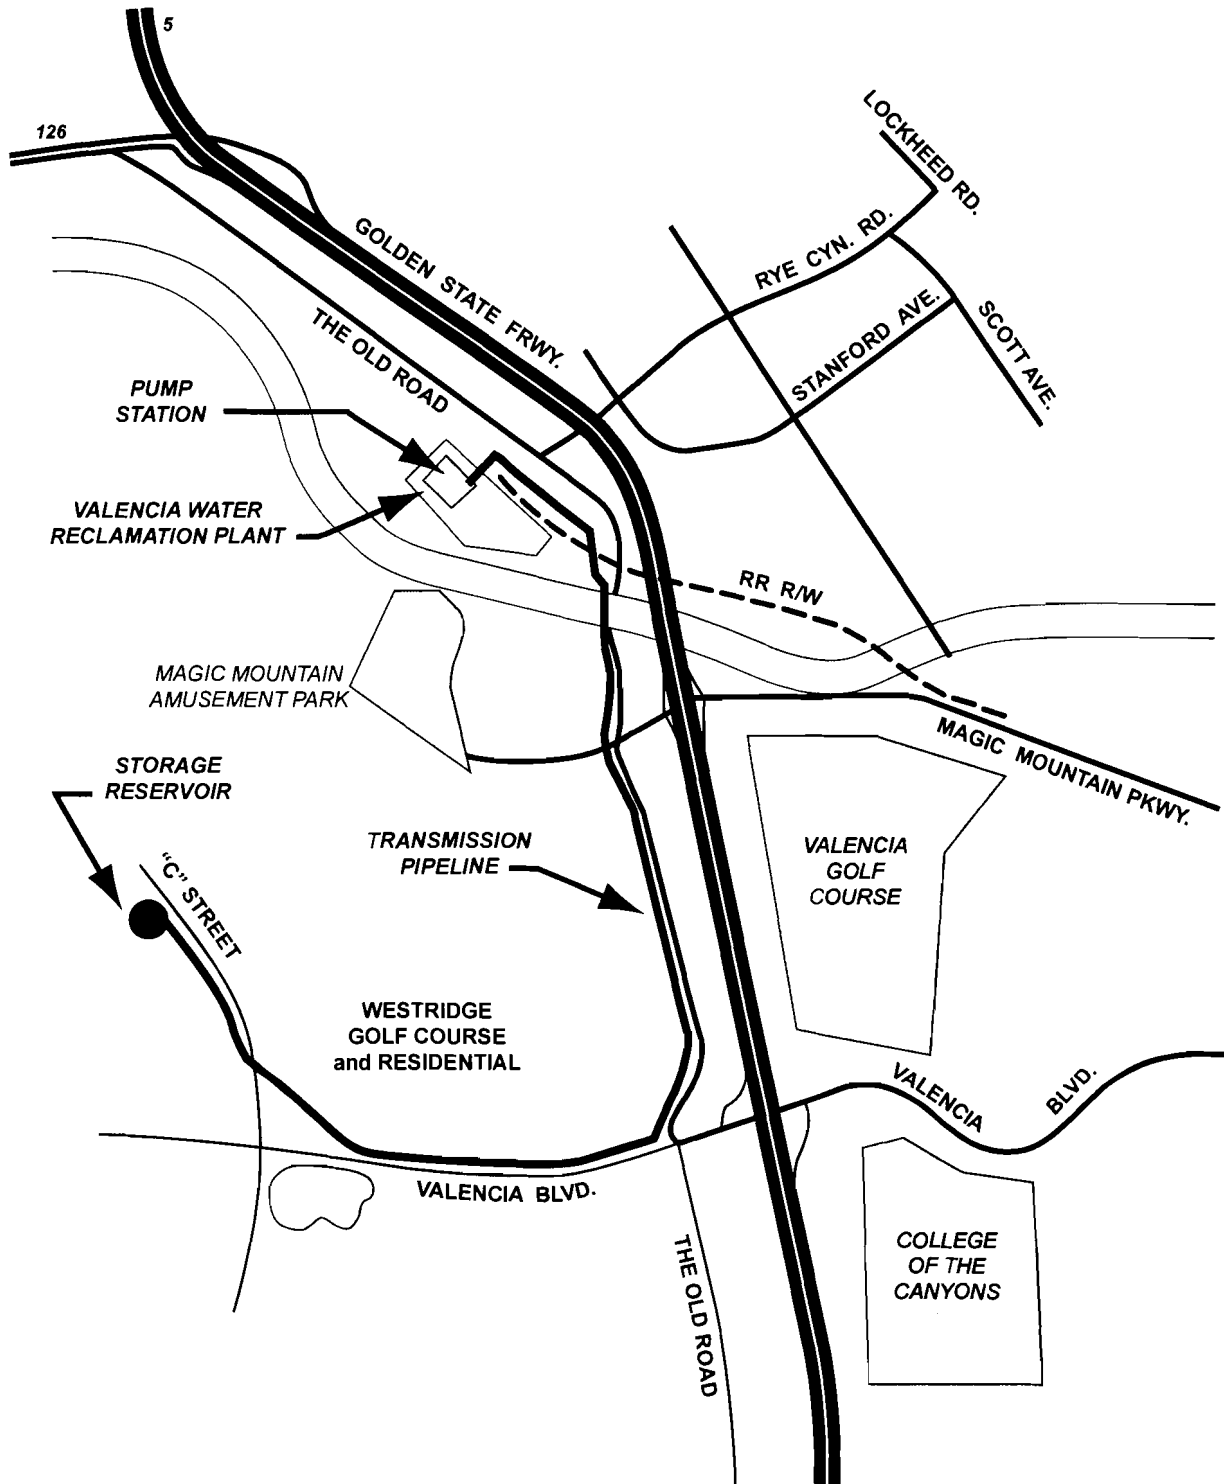 5
126
LOCKHEED RD.
GOLDEN STATE FRWY.
RYE CYN. RD.
THE OLD ROAD
STANFORD AVE.
SCOTT AVE.
PUMP
STATION
VALENCIA WATER
RECLAMATION PLANT
RR R/W
MAGIC MOUNTAIN
AMUSEMENT PARK
MAGIC MOUNTAIN PKWY.
STORAGE
RESERVOIR
TRANSMISSION
PIPELINE
VALENCIA
GOLF
COURSE
"C" STREET
WESTRIDGE
GOLF COURSE
and RESIDENTIAL
VALENCIA BLVD.
VALENCIA BLVD.
THE OLD ROAD
COLLEGE
OF THE
CANYONS